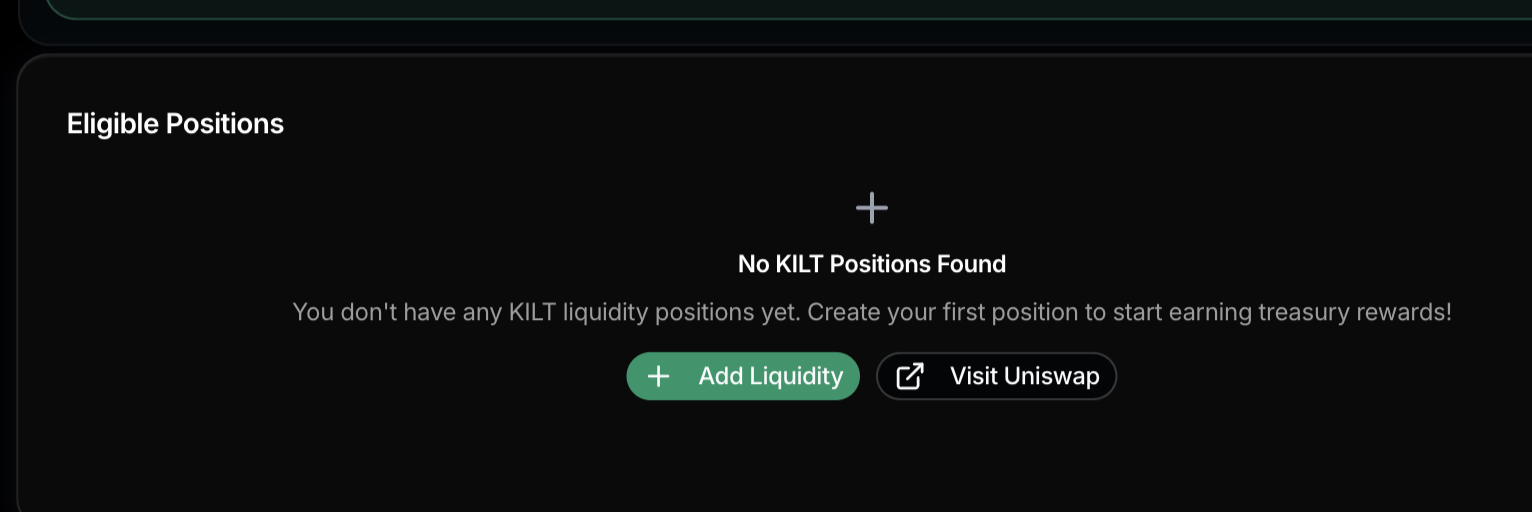 Eligible Positions
No KILT Positions Found
You don't have any KILT liquidity positions yet. Create your first position to start earning treasury rewards!
Add Liquidity
Visit Uniswap